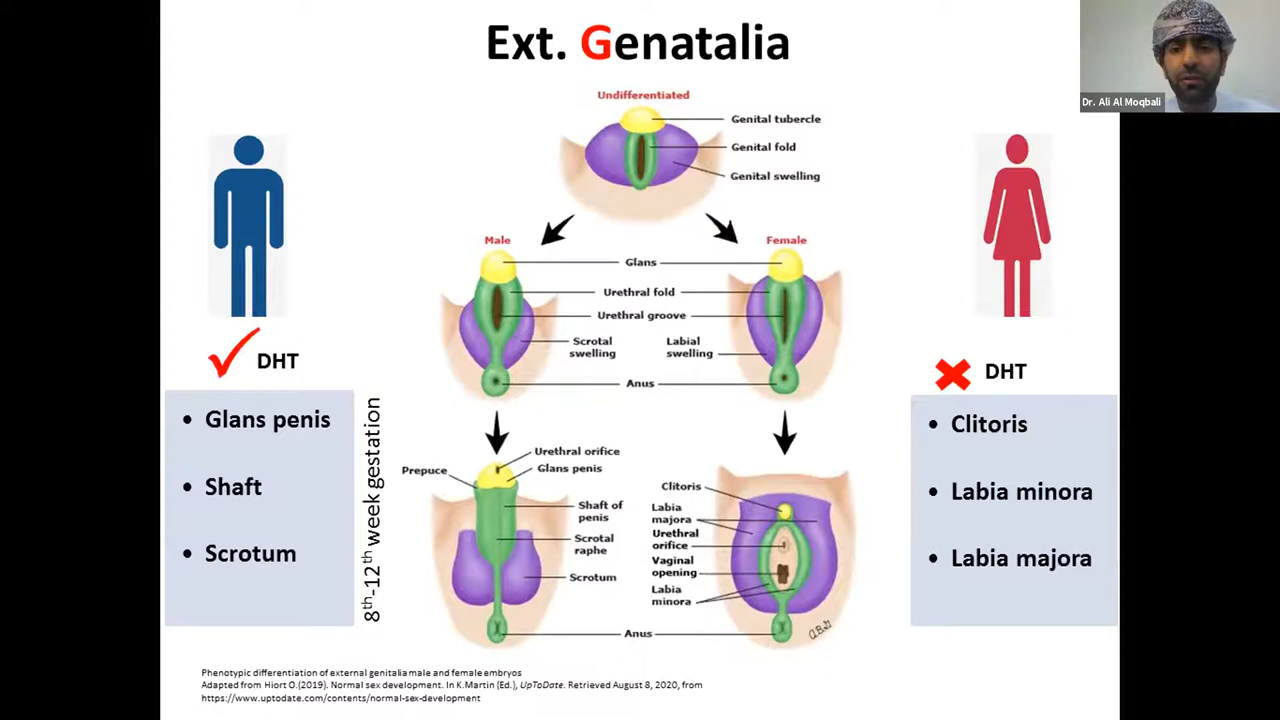 Ext. Genatalia
Dr. Ali Al Moqbali
Undifferentiated
Genital tubercle
Genital fold
Genital swelling
Male
Female
Glans
Urethral fold
Urethral groove
Scrotal
swelling
Labial
swelling
Anus
DHT
• Glans penis
• Shaft
• Scrotum
8th-12th week gestation
DHT
• Clitoris
• Labia minora
• Labia majora
Urethral orifice
Prepuce
Glans penis
Shaft of
penis
Scrotal
raphe
Scrotum
Clitoris
Labia
majora
Urethral
orifice
Vaginal
opening
Labia
minora
Anus
Phenotypic differentiation of external genitalia male and female embryos
Adapted from Hiort O.(2019). Normal sex development. In K.Martin (Ed.), UpToDate. Retrieved August 8, 2020, from
https://www.uptodate.com/contents/normal-sex-development